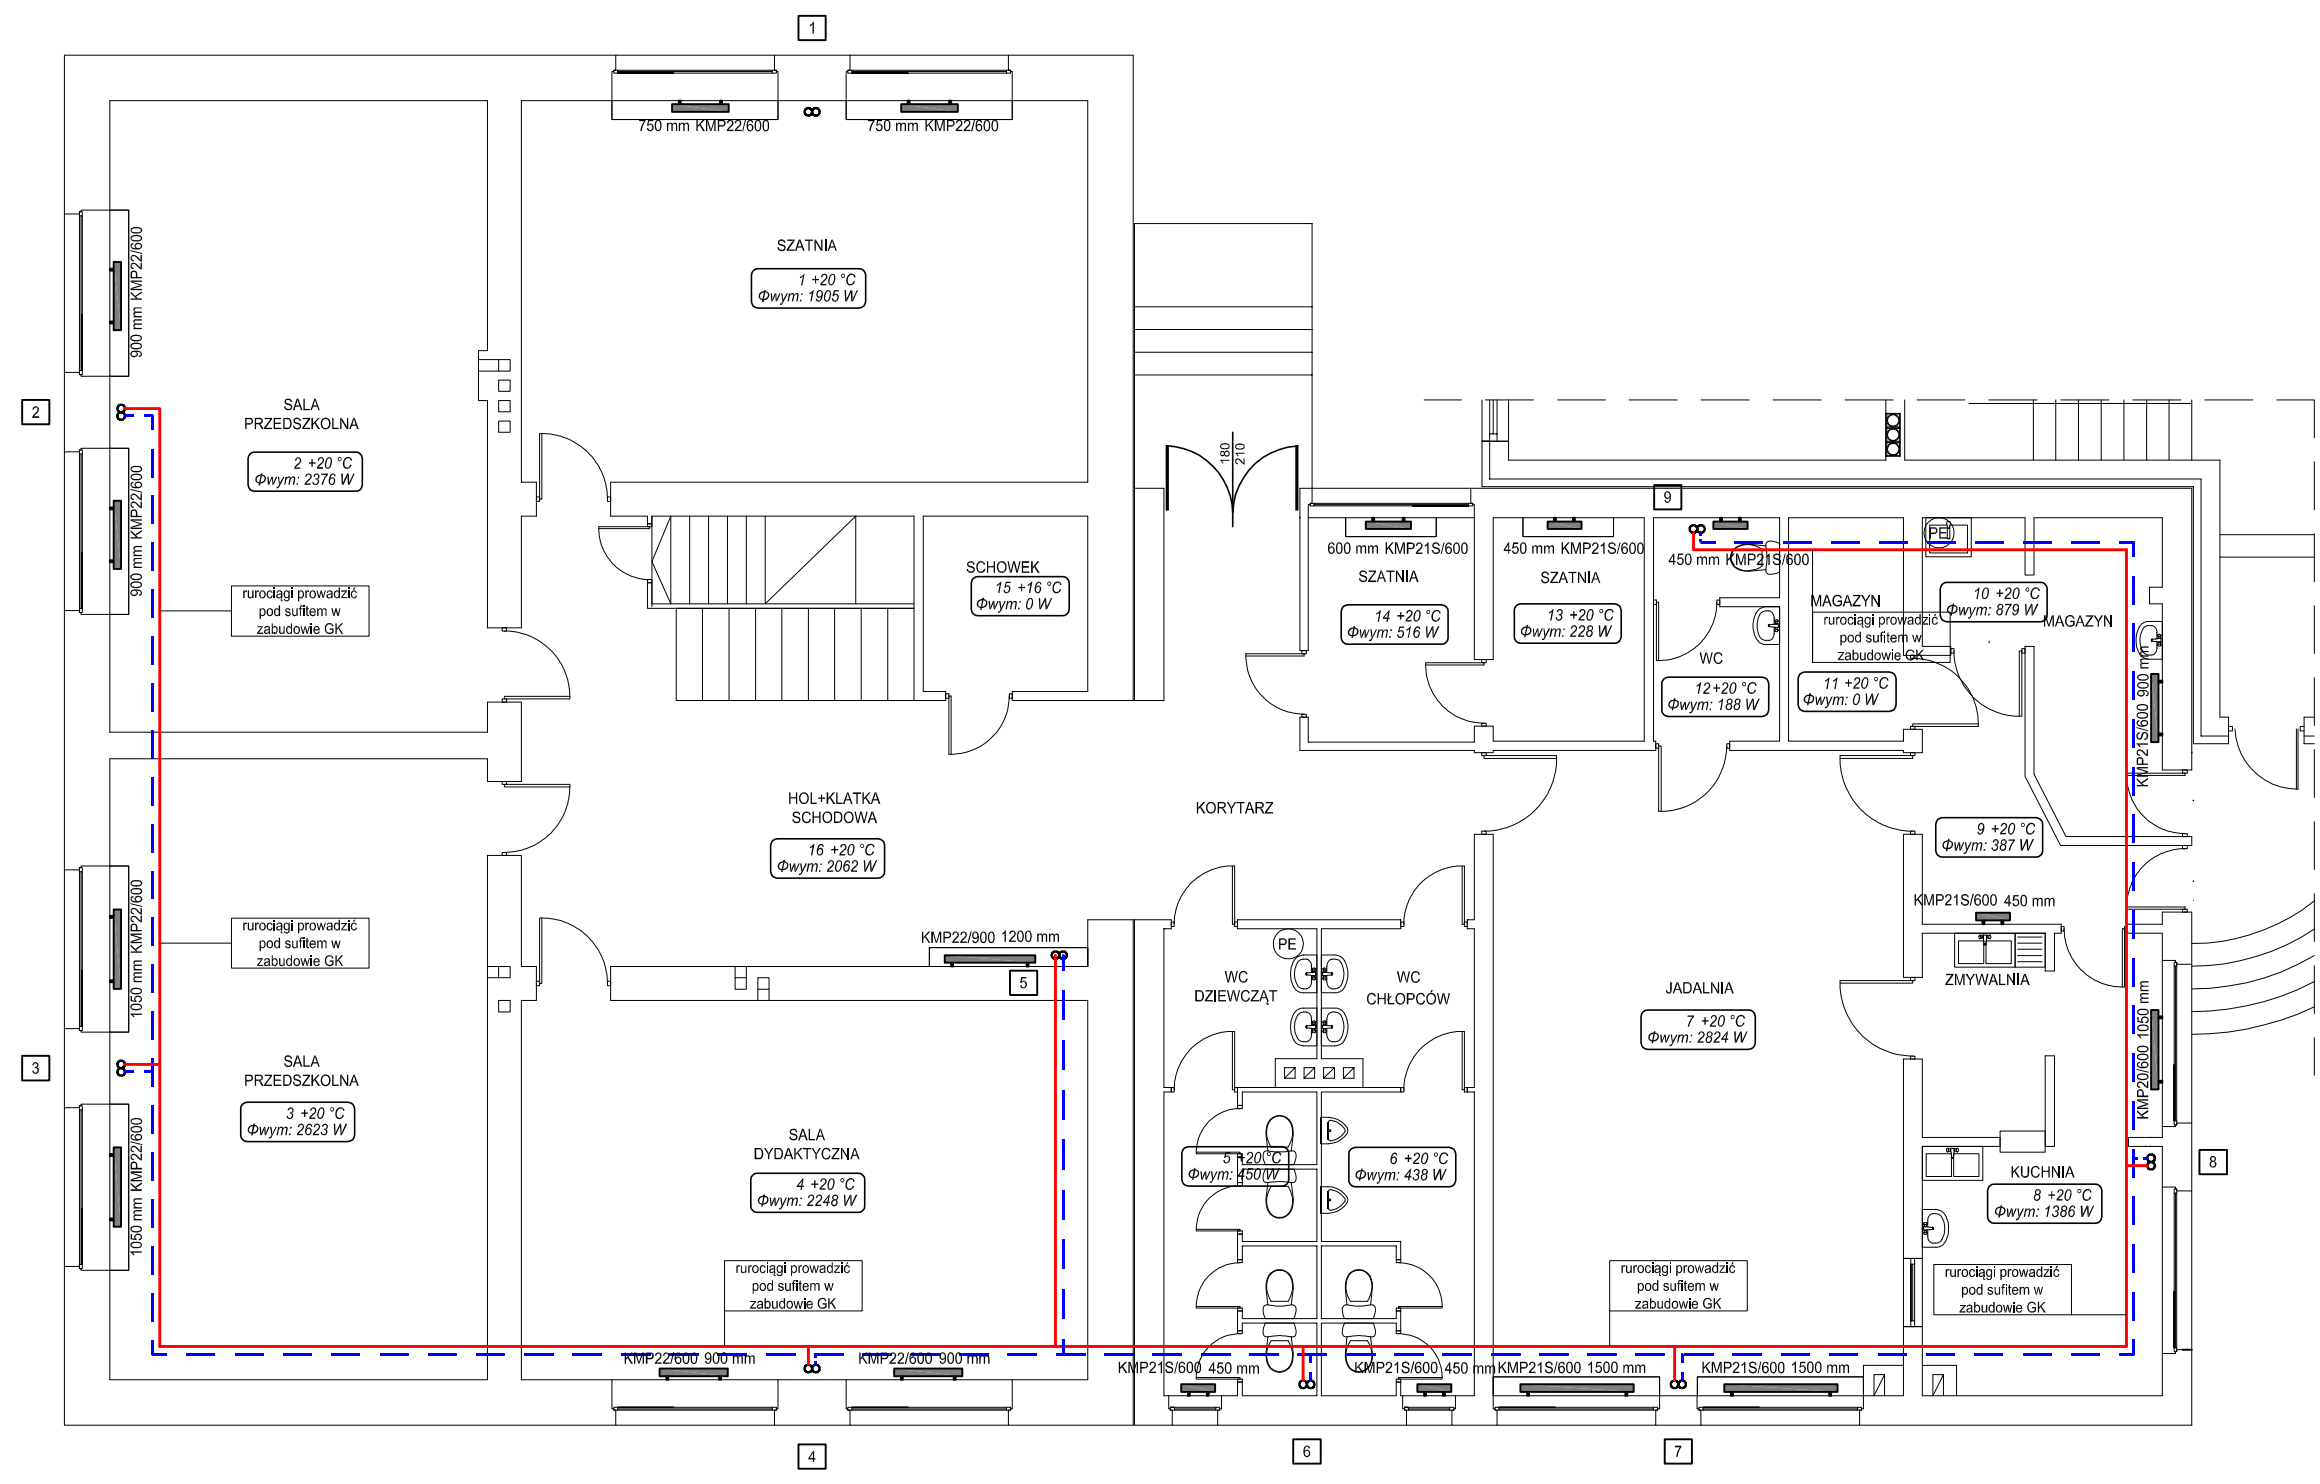 1
750 mm KMP22/600
750 mm KMP22/600
SZATNIA
1 +20 °C
Φwym: 1905 W
900 mm KMP22/600
2
SALA
PRZEDSZKOLNA
2 +20 °C
Φwym: 2376 W
900 mm KMP22/600
rurociągi prowadzić
pod sufitem w
zabudowie GK
180
210
9
SCHOWEK
15 +16 °C
Φwym: 0 W
600 mm KMP21S/600
SZATNIA
14 +20 °C
Φwym: 516 W
450 mm KMP21S/600
SZATNIA
13 +20 °C
Φwym: 228 W
450 mm KMP21S/600
WC
12+20 °C
Φwym: 188 W
MAGAZYN
rurociągi prowadzić
pod sufitem w
zabudowie GK
11 +20 °C
Φwym: 0 W
PE
10 +20 °C
Φwym: 879 W
MAGAZYN
KMP21S/600 900 mm
HOL+KLATKA
SCHODOWA
16 +20 °C
Φwym: 2062 W
KORYTARZ
9 +20 °C
Φwym: 387 W
KMP21S/600 450 mm
1050 mm KMP22/600
rurociągi prowadzić
pod sufitem w
zabudowie GK
KMP22/900 1200 mm
5
PE
WC
DZIEWCZĄT
WC
CHŁOPCÓW
JADALNIA
7 +20 °C
Φwym: 2824 W
ZMYWALNIA
KMP20/600 1050 mm
3
SALA
PRZEDSZKOLNA
3 +20 °C
Φwym: 2623 W
1050 mm KMP22/600
SALA
DYDAKTYCZNA
4 +20 °C
Φwym: 2248 W
5 +20 °C
Φwym: 450 W
6 +20 °C
Φwym: 438 W
KUCHNIA
8 +20 °C
Φwym: 1386 W
8
rurociągi prowadzić
pod sufitem w
zabudowie GK
rurociągi prowadzić
pod sufitem w
zabudowie GK
rurociągi prowadzić
pod sufitem w
zabudowie GK
KMP22/600 900 mm
KMP22/600 900 mm
KMP21S/600 450 mm
KMP21S/600 450 mm
KMP21S/600 1500 mm
KMP21S/600 1500 mm
4
6
7